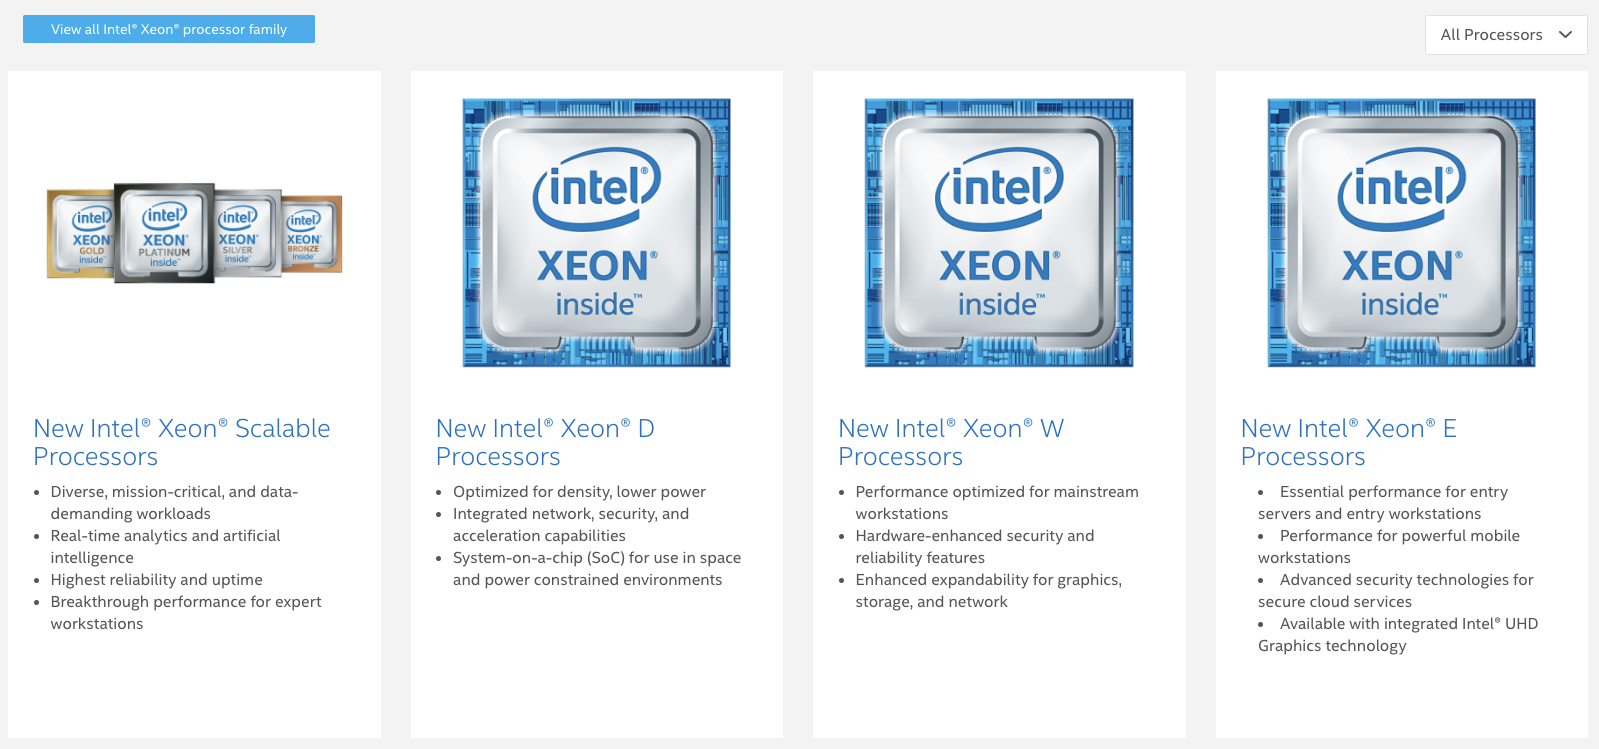 View all Intel® Xeon® processor family
All Processors
intel®
XEON®
GOLD
inside™
intel®
XEON®
PLATINUM
inside™
intel®
XEON®
SILVER
inside™
intel®
XEON®
BRONZE
inside™
New Intel® Xeon® Scalable
Processors
• Diverse, mission-critical, and data-
demanding workloads
• Real-time analytics and artificial
intelligence
• Highest reliability and uptime
• Breakthrough performance for expert
workstations
intel®
XEON®
inside™
New Intel® Xeon® D
Processors
• Optimized for density, lower power
• Integrated network, security, and
acceleration capabilities
• System-on-a-chip (SoC) for use in space
and power constrained environments
intel®
XEON®
inside™
New Intel® Xeon® W
Processors
• Performance optimized for mainstream
workstations
• Hardware-enhanced security and
reliability features
• Enhanced expandability for graphics,
storage, and network
intel®
XEON®
inside™
New Intel® Xeon® E
Processors
• Essential performance for entry
servers and entry workstations
• Performance for powerful mobile
workstations
• Advanced security technologies for
secure cloud services
• Available with integrated Intel® UHD
Graphics technology